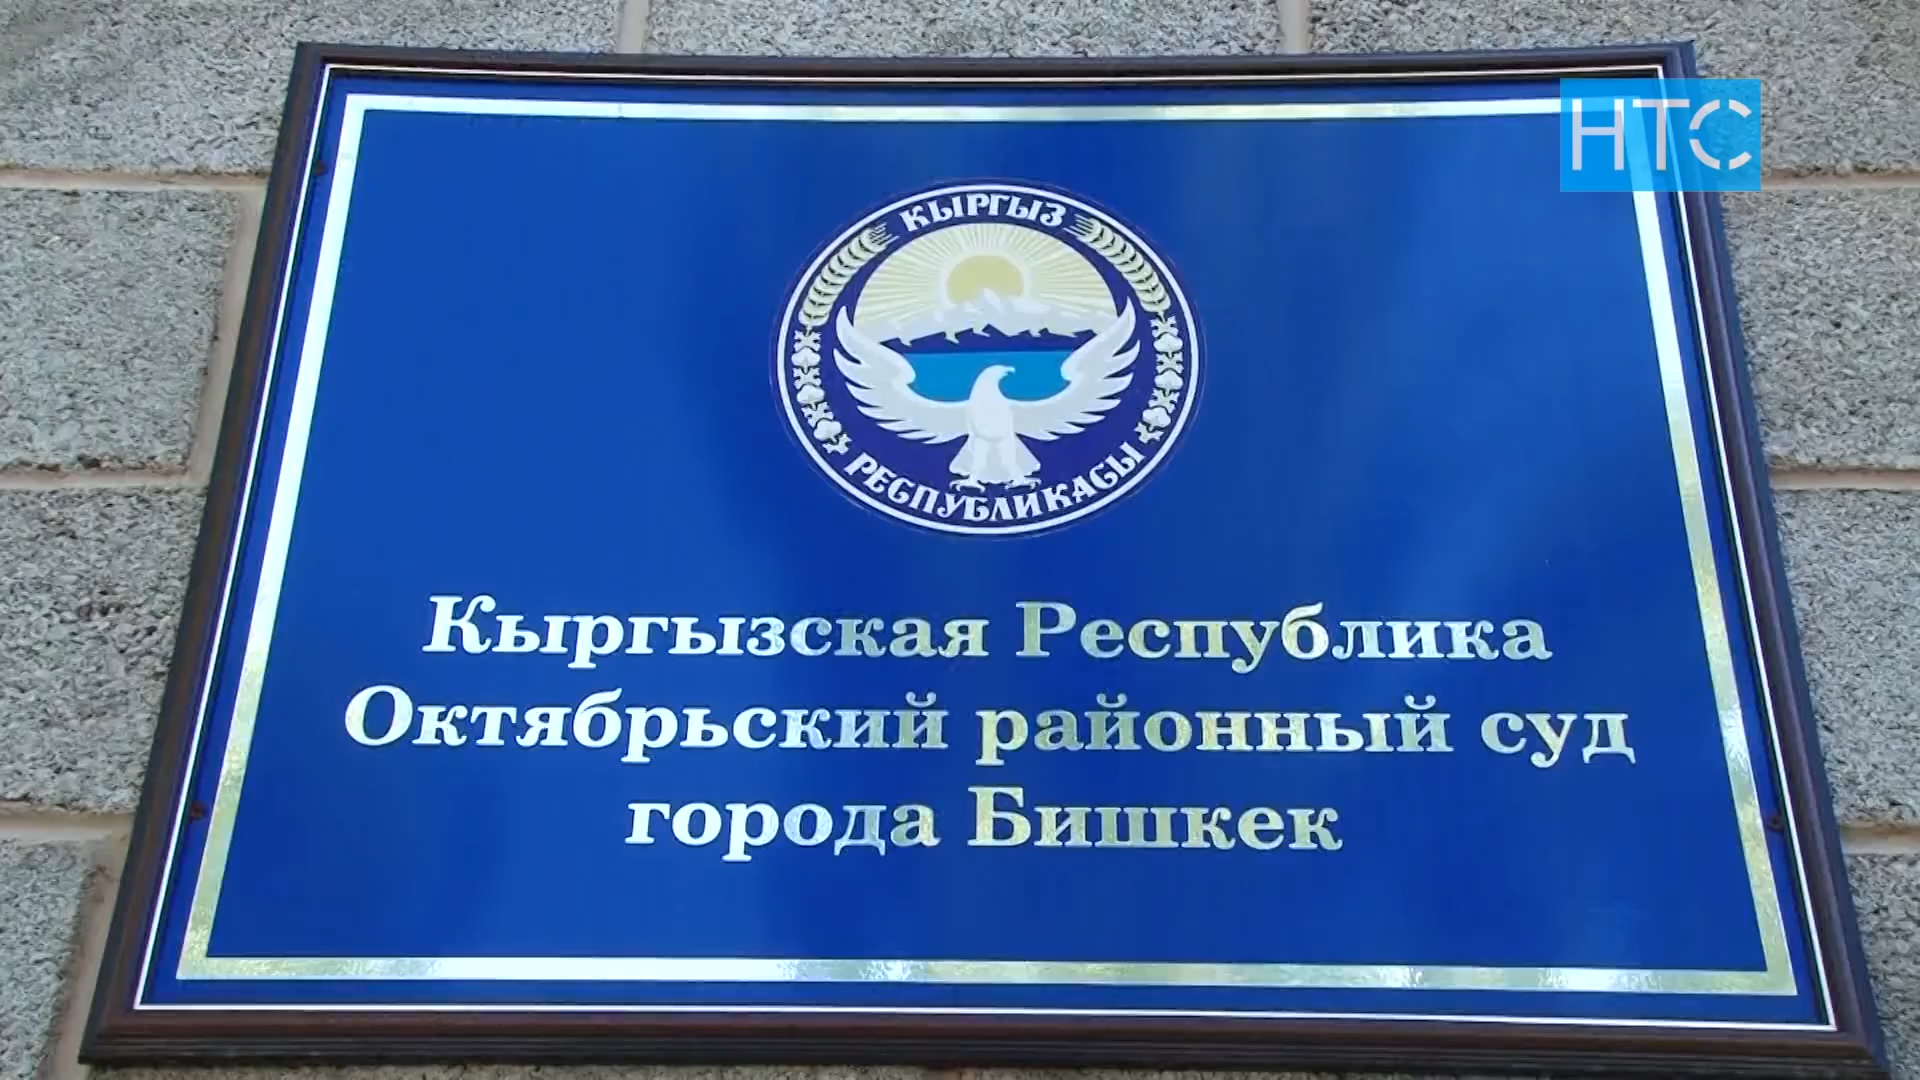 НТС
КЫРГЫЗ
РЕСПУБЛИКАСЫ
Кыргызская Республика
Октябрьский районный суд
города Бишкек